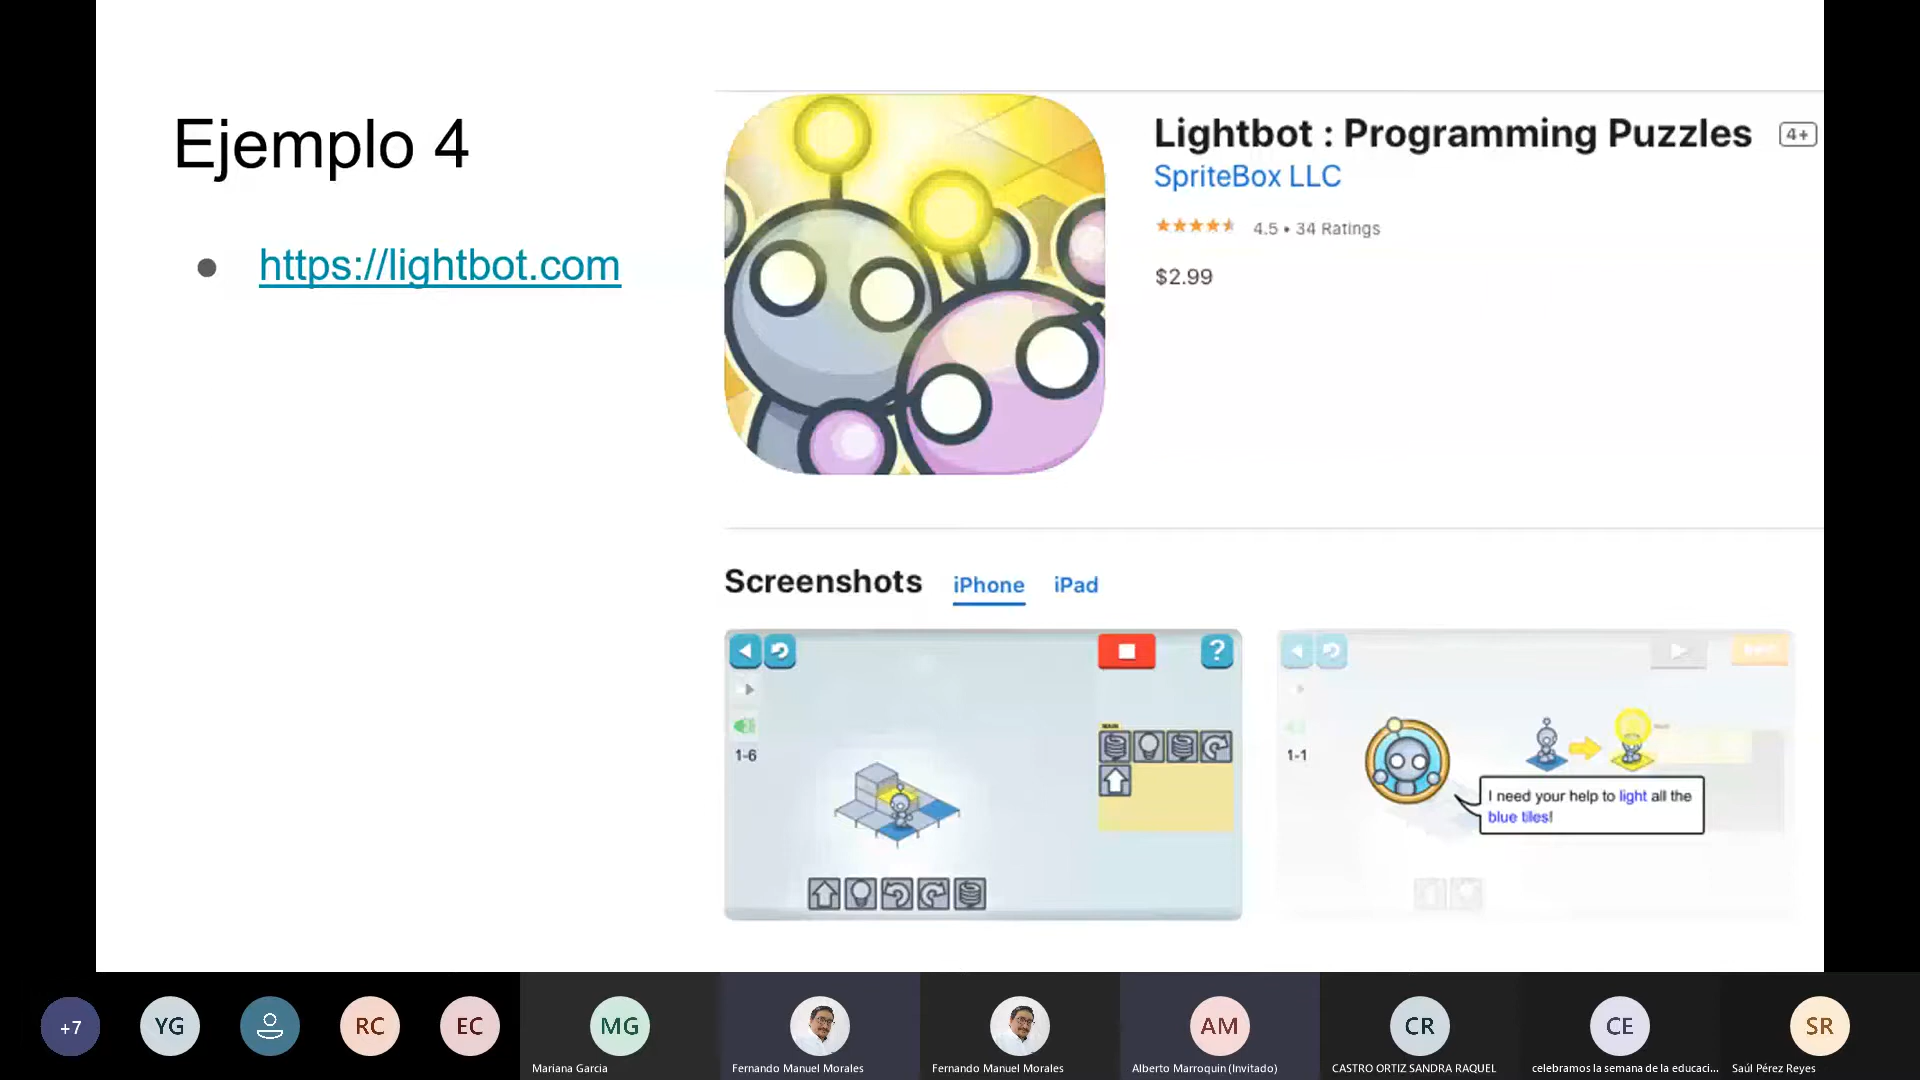 Ejemplo 4
● https://lightbot.com
Lightbot : Programming Puzzles 4+
SpriteBox LLC
4.5 • 34 Ratings
$2.99
Screenshots iPhone iPad
?
1-6
MAIN
1-1
I need your help to light all the
blue tiles!
+7 YG RC EC MG AM CR CE SR
Mariana Garcia
Fernando Manuel Morales
Fernando Manuel Morales
Alberto Marroquin (Invitado)
CASTRO ORTIZ SANDRA RAQUEL
celebramos la semana de la educaci...
Saúl Pérez Reyes